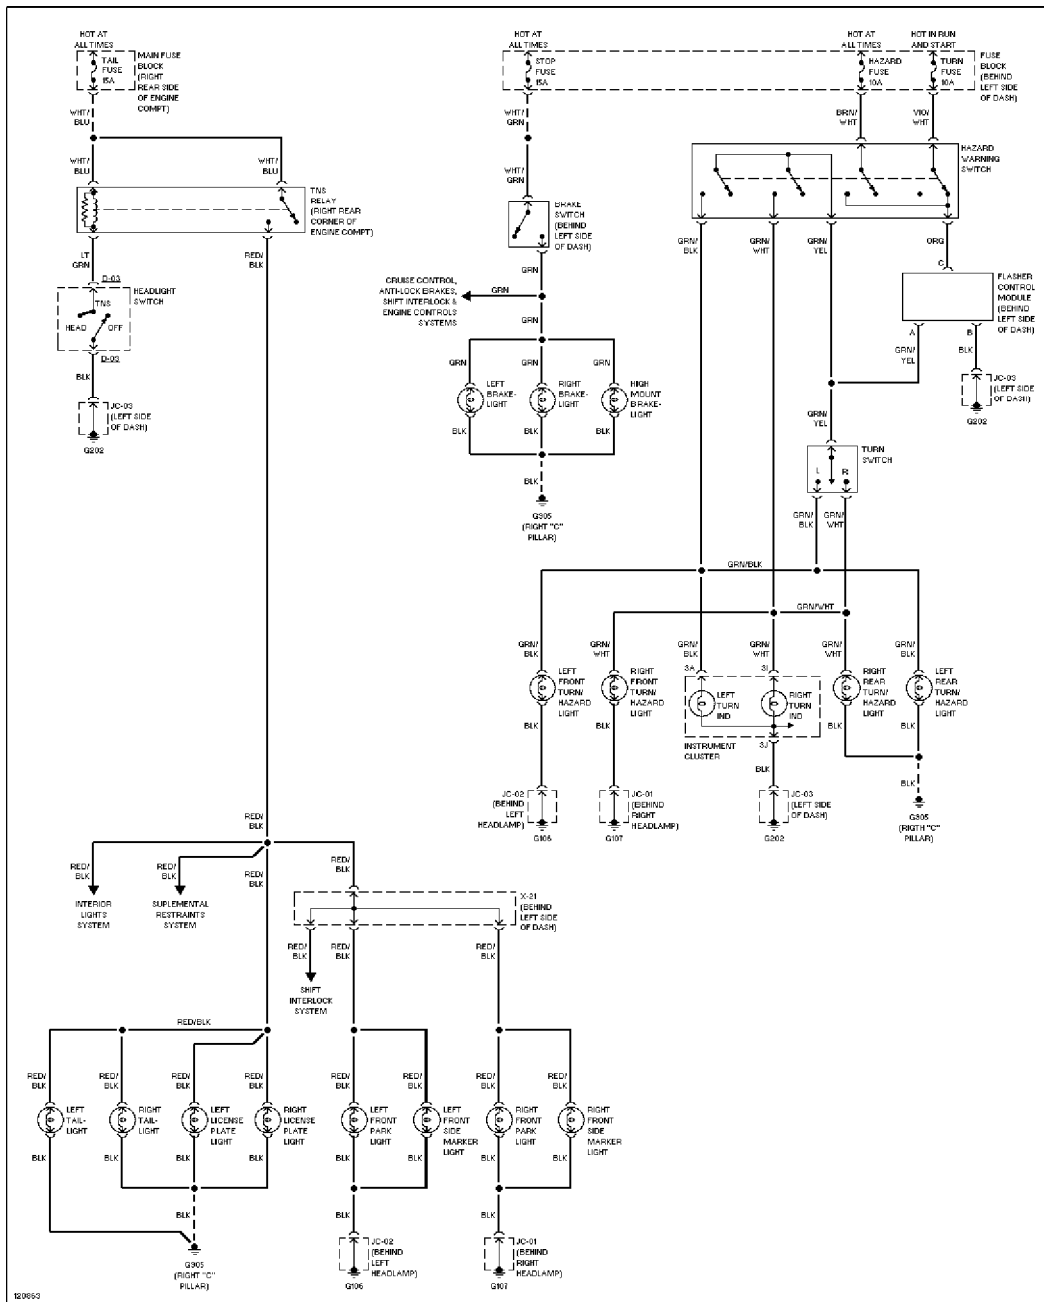 HOT AT
ALL TIMES
TAIL
FUSE
15A
MAIN FUSE
BLOCK
(RIGHT
REAR SIDE
OF ENGINE
COMPT)
HOT AT
ALL TIMES
STOP
FUSE
15A
HOT AT
ALL TIMES
HAZARD
FUSE
10A
HOT IN RUN
AND START
TURN
FUSE
10A
FUSE
BLOCK
(BEHIND
LEFT SIDE
OF DASH)
WHT/
BLU
WHT/
GRN
BRN/
WHT
VIO/
WHT
WHT/
BLU
WHT/
BLU
WHT/
GRN
HAZARD
WARNING
SWITCH
TNS
RELAY
(RIGHT REAR
CORNER OF
ENGINE COMPT)
BRAKE
SWITCH
(BEHIND
LEFT SIDE
OF DASH)
LT
GRN
RED/
BLK
GRN
GRN/
BLK
GRN/
WHT
GRN/
YEL
ORG
C
D-03
HEADLIGHT
SWITCH
TNS
HEAD
OFF
D-03
BLK
JC-03
(LEFT SIDE
OF DASH)
G202
CRUISE CONTROL,
ANTI-LOCK BRAKES,
SHIFT INTERLOCK &
ENGINE CONTROLS
SYSTEMS
GRN
GRN
FLASHER
CONTROL
MODULE
(BEHIND
LEFT SIDE
OF DASH)
A
B
GRN/
YEL
BLK
JC-03
(LEFT SIDE
OF DASH)
G202
GRN
GRN
GRN
LEFT
BRAKE-
LIGHT
RIGHT
BRAKE-
LIGHT
HIGH
MOUNT
BRAKE-
LIGHT
BLK
BLK
BLK
BLK
G305
(RIGHT "C"
PILLAR)
GRN/
YEL
TURN
SWITCH
L
R
GRN/
BLK
GRN/
WHT
GRN/BLK
GRN/WHT
GRN/
BLK
GRN/
WHT
GRN/
BLK
GRN/
WHT
GRN/
WHT
GRN/
BLK
3A
3I
LEFT
FRONT
TURN/
HAZARD
LIGHT
RIGHT
FRONT
TURN/
HAZARD
LIGHT
LEFT
TURN
IND
RIGHT
TURN
IND
RIGHT
REAR
TURN/
HAZARD
LIGHT
LEFT
REAR
TURN/
HAZARD
LIGHT
BLK
BLK
INSTRUMENT
CLUSTER
3J
BLK
BLK
BLK
BLK
JC-02
(BEHIND
LEFT
HEADLAMP)
G106
JC-01
(BEHIND
RIGHT
HEADLAMP)
G107
JC-03
(LEFT SIDE
OF DASH)
G202
G305
(RIGTH "C"
PILLAR)
RED/
BLK
RED/
BLK
RED/
BLK
RED/
BLK
RED/
BLK
INTERIOR
LIGHTS
SYSTEM
SUPLEMENTAL
RESTRAINTS
SYSTEM
X-21
(BEHIND
LEFT SIDE
OF DASH)
RED/
BLK
RED/
BLK
RED/
BLK
SHIFT
INTERLOCK
SYSTEM
RED/BLK
RED/
BLK
RED/
BLK
RED/
BLK
RED/
BLK
RED/
BLK
RED/
BLK
RED/
BLK
RED/
BLK
LEFT
TAIL-
LIGHT
RIGHT
TAIL-
LIGHT
LEFT
LICENSE
PLATE
LIGHT
RIGHT
LICENSE
PLATE
LIGHT
LEFT
FRONT
PARK
LIGHT
LEFT
FRONT
SIDE
MARKER
LIGHT
RIGHT
FRONT
PARK
LIGHT
RIGHT
FRONT
SIDE
MARKER
LIGHT
BLK
BLK
BLK
BLK
BLK
BLK
BLK
BLK
BLK
BLK
BLK
G305
(RIGHT "C"
PILLAR)
JC-02
(BEHIND
LEFT
HEADLAMP)
G106
JC-01
(BEHIND
RIGHT
HEADLAMP)
G107
120853